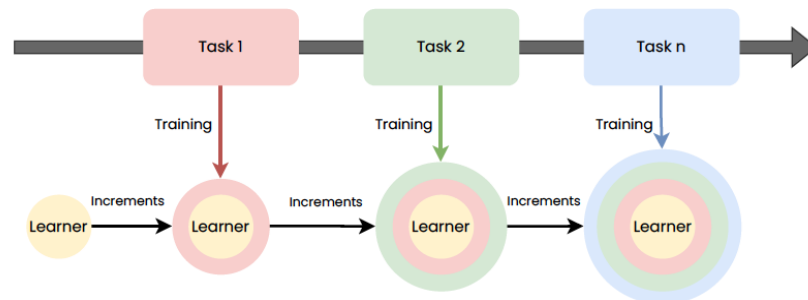 Task 1
Task 2
Task n
Training
Training
Training
Increments
Increments
Increments
Learner
Learner
Learner
Learner